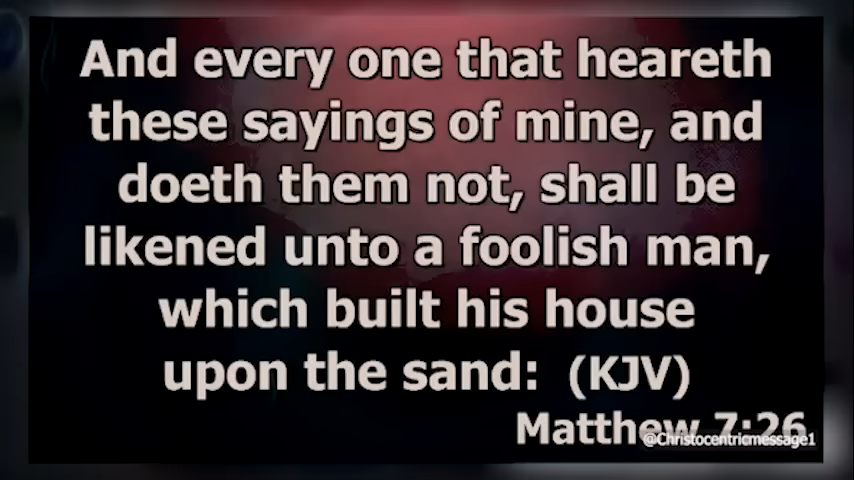 And every one that heareth
these sayings of mine, and
doeth them not, shall be
likened unto a foolish man,
which built his house
upon the sand: (KJV)
Matthew 7:26
@Christocentricmessage1